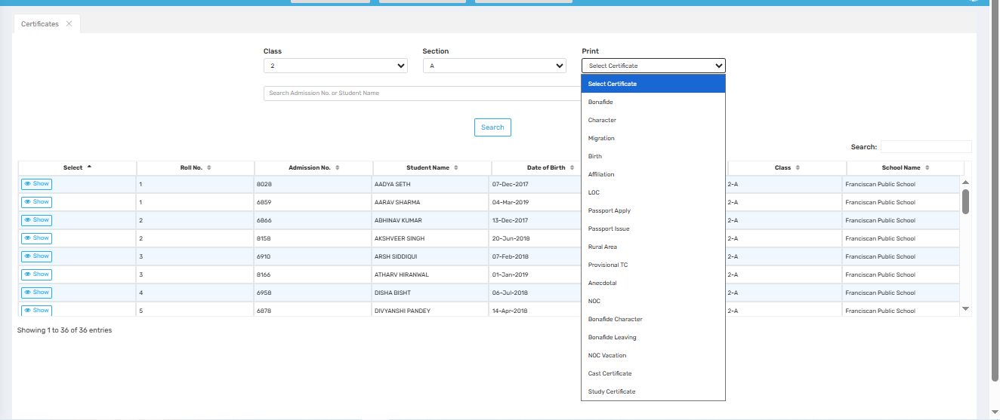 Certificates ×
Class Section Print
2 A Select Certificate
Search Admission No. or Student Name
Select Certificate
Bonafide
Character
Migration
Birth
Affiliation
LOC
Passport Apply
Passport Issue
Rural Area
Provisional TC
Anecdotal
NOC
Bonafide Character
Bonafide Leaving
NOC Vacation
Cast Certificate
Study Certificate
Search
Search:
Select Roll No. Admission No. Student Name Date of Birth Class School Name
Show 1 8028 AADYA SETH 07-Dec-2017 2-A Franciscan Public School
Show 1 6859 AARAV SHARMA 04-Mar-2019 2-A Franciscan Public School
Show 2 6866 ABHINAV KUMAR 13-Dec-2017 2-A Franciscan Public School
Show 2 8158 AKSHVEER SINGH 20-Jun-2018 2-A Franciscan Public School
Show 3 6910 ARSH SIDDIQUI 07-Feb-2018 2-A Franciscan Public School
Show 3 8166 ATHARV HIRANWAL 01-Jan-2019 2-A Franciscan Public School
Show 4 6958 DISHA BISHT 06-Jul-2018 2-A Franciscan Public School
Show 5 6878 DIVYANSHI PANDEY 14-Apr-2018 2-A Franciscan Public School
Showing 1 to 36 of 36 entries